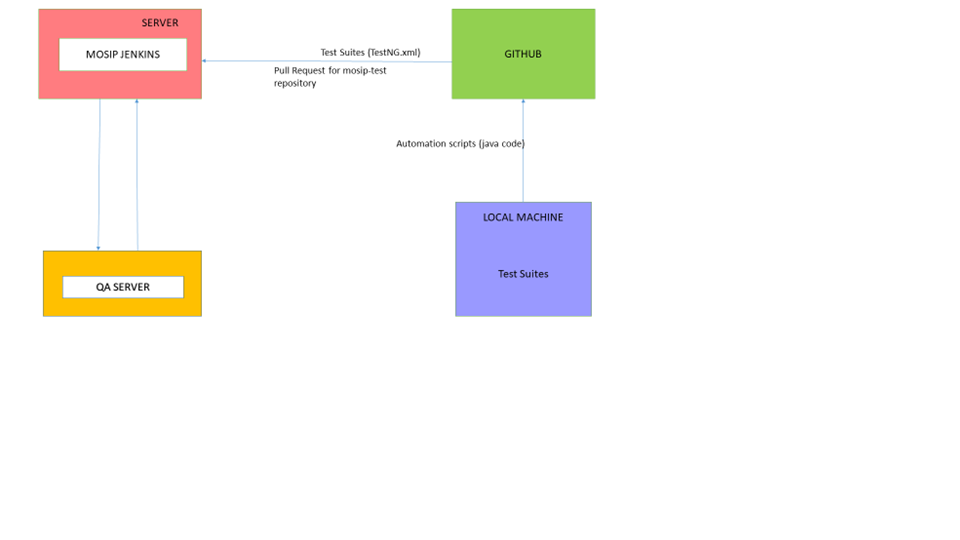 SERVER
MOSIP JENKINS
Test Suites (TestNG.xml)
Pull Request for mosip-test
repository
GITHUB
Automation scripts (java code)
LOCAL MACHINE
Test Suites
QA SERVER